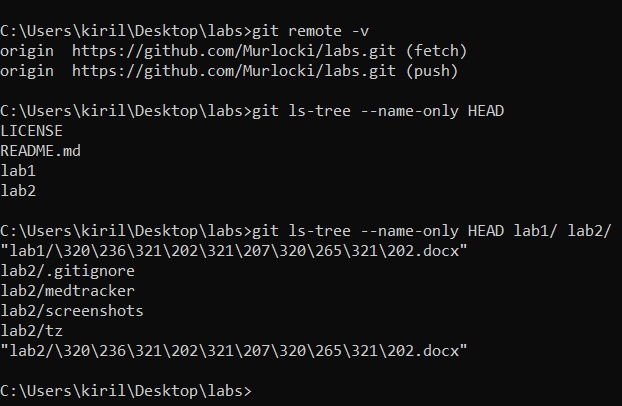 C:\Users\kiril\Desktop\labs>git remote -v
origin  https://github.com/Murlocki/labs.git (fetch)
origin  https://github.com/Murlocki/labs.git (push)
C:\Users\kiril\Desktop\labs>git ls-tree --name-only HEAD
LICENSE
README.md
lab1
lab2
C:\Users\kiril\Desktop\labs>git ls-tree --name-only HEAD lab1/ lab2/
"lab1/\320\236\321\202\321\207\320\265\321\202.docx"
lab2/.gitignore
lab2/medtracker
lab2/screenshots
lab2/tz
"lab2/\320\236\321\202\321\207\320\265\321\202.docx"
C:\Users\kiril\Desktop\labs>